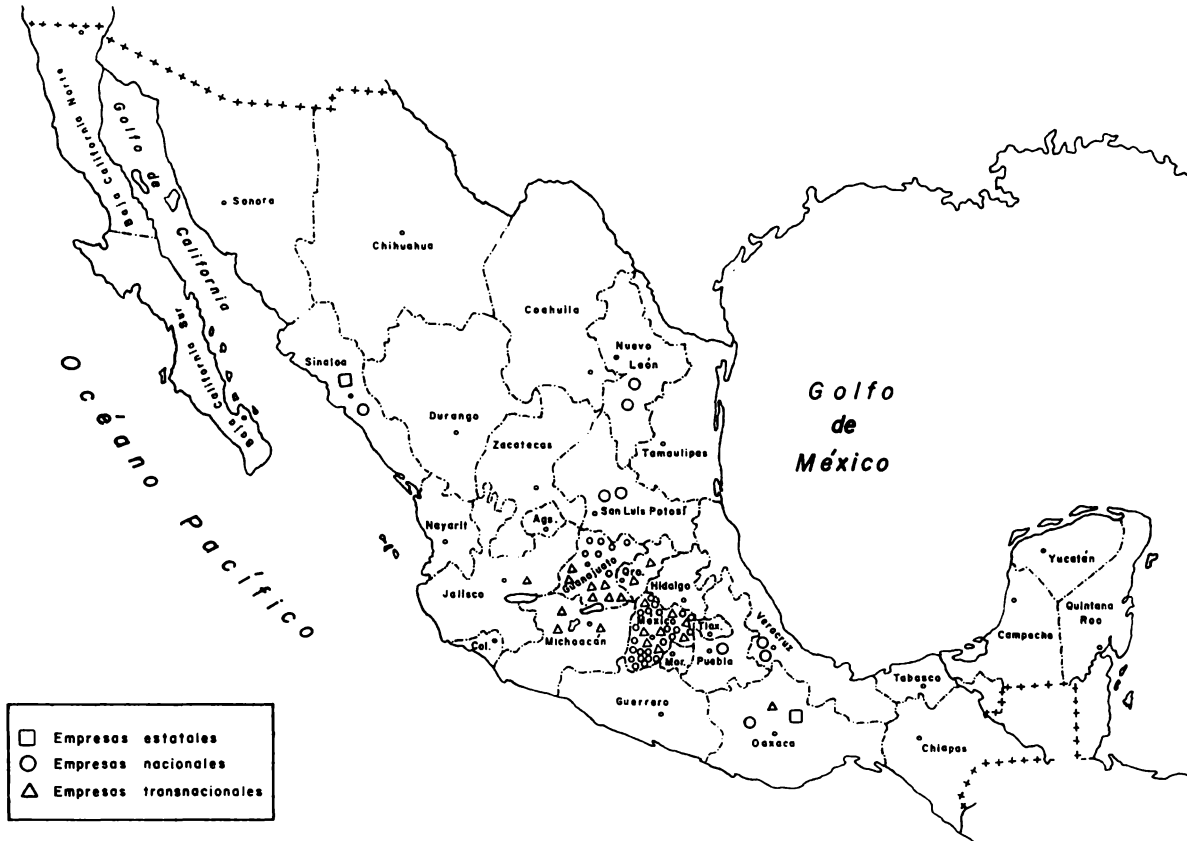 Baja California Norte
Golfo de California
Sonora
Chihuahua
Coahuila
Baja California Sur
Nuevo
León
Sinaloa
Océano Pacífico
Durango
Zacatecas
Tamaulipas
Golfo
de
México
San Luis Potosí
Nayarit
Ags.
Guanajuato
Qro.
Hidalgo
Jalisco
Yucatán
Quintana
Roo
Campeche
Mexico
Tlax.
Veracruz
Michoacán
Col.
Mor.
Puebla
Tabasco
Guerrero
Oaxaca
Chiapas
Empresas estatales
Empresas nacionales
Empresas transnacionales